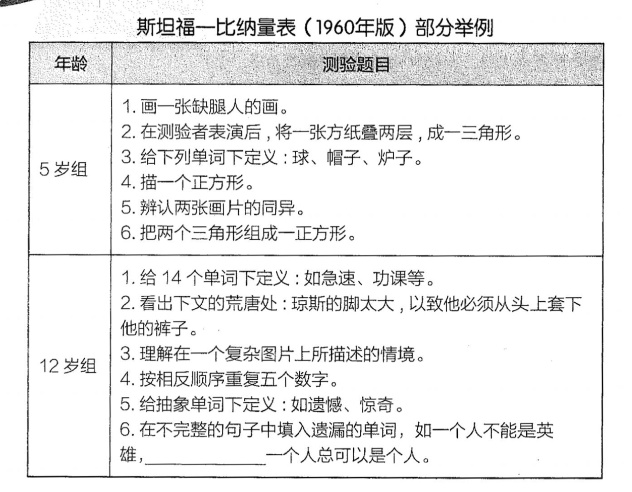 斯坦福一比纳量表（1960年版）部分举例
年龄
测验题目
5岁组
1. 画一张缺腿人的画。
2. 在测验者表演后，将一张方纸叠两层，成一三角形。
3. 给下列单词下定义：球、帽子、炉子。
4. 描一个正方形。
5. 辨认两张画片的同异。
6. 把两个三角形组成一正方形。
12岁组
1. 给14个单词下定义：如急速、功课等。
2. 看出下文的荒唐处：琼斯的脚太大，以致他必须从头上套下
他的裤子。
3. 理解在一个复杂图片上所描述的情境。
4. 按相反顺序重复五个数字。
5. 给抽象单词下定义：如遗憾、惊奇。
6. 在不完整的句子中填入遗漏的单词，如一个人不能是英
雄，____________一个人总可以是个人。